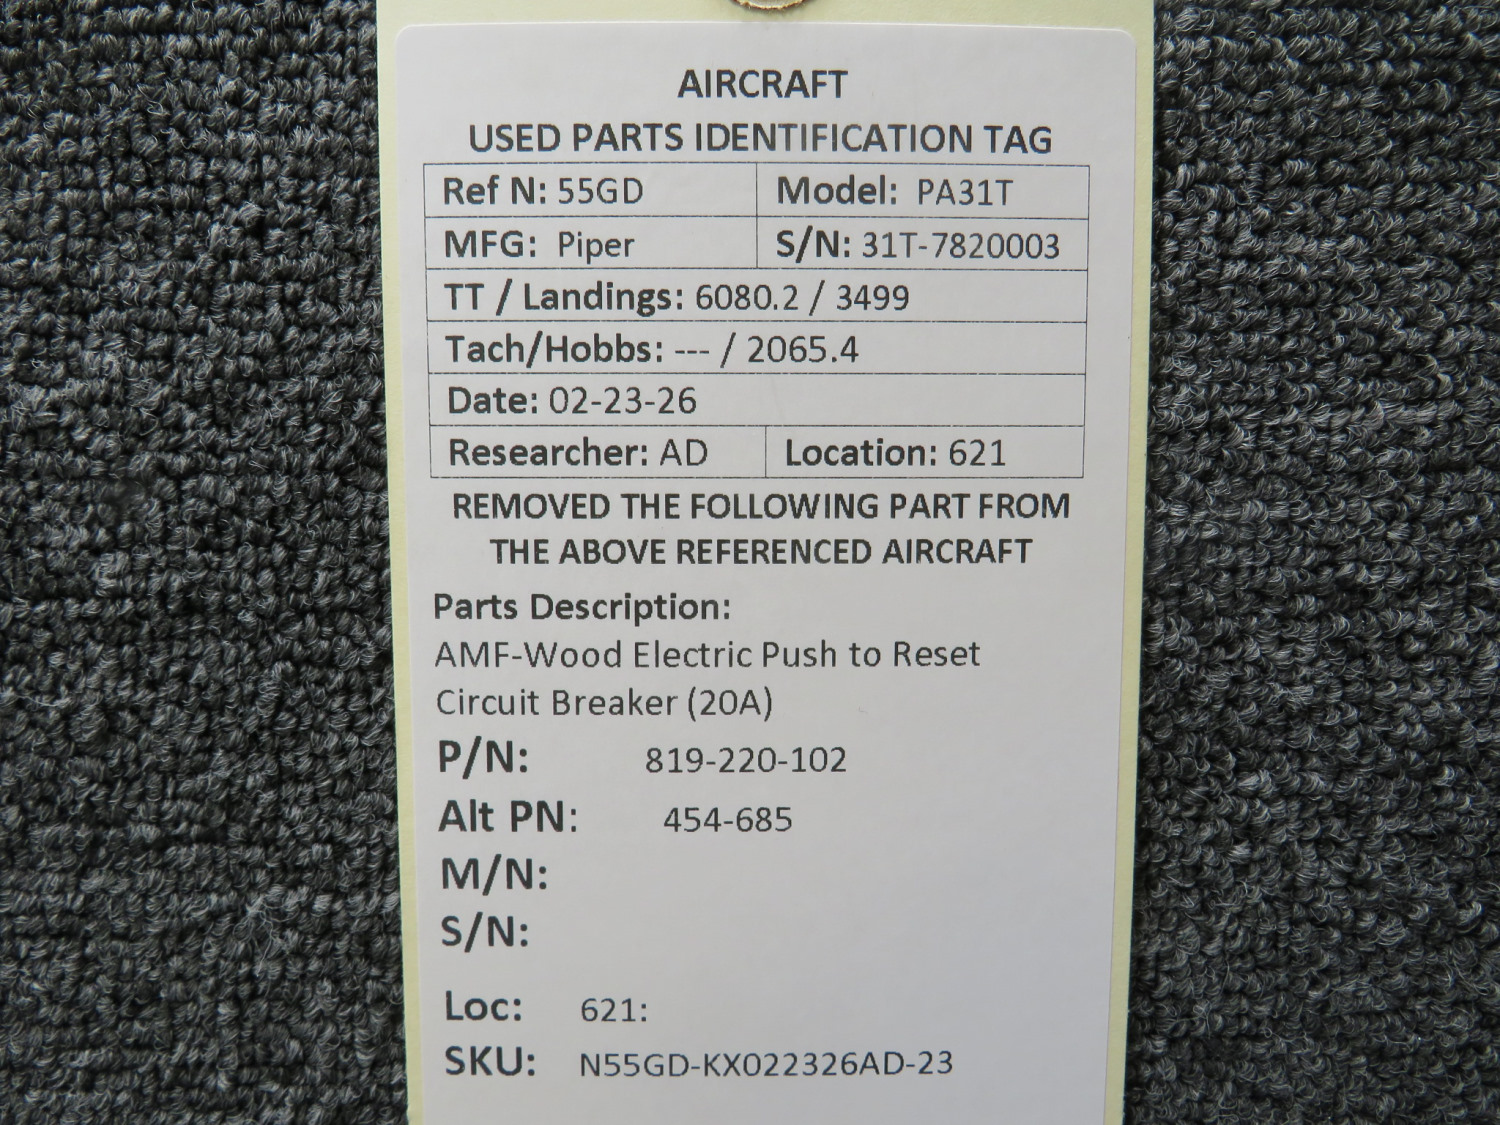 AIRCRAFT
USED PARTS IDENTIFICATION TAG
Ref N: 55GD Model: PA31T
MFG: Piper S/N: 31T-7820003
TT / Landings: 6080.2 / 3499
Tach/Hobbs: --- / 2065.4
Date: 02-23-26
Researcher: AD Location: 621
REMOVED THE FOLLOWING PART FROM
THE ABOVE REFERENCED AIRCRAFT
Parts Description:
AMF-Wood Electric Push to Reset
Circuit Breaker (20A)
P/N: 819-220-102
Alt PN: 454-685
M/N:
S/N:
Loc: 621:
SKU: N55GD-KX022326AD-23